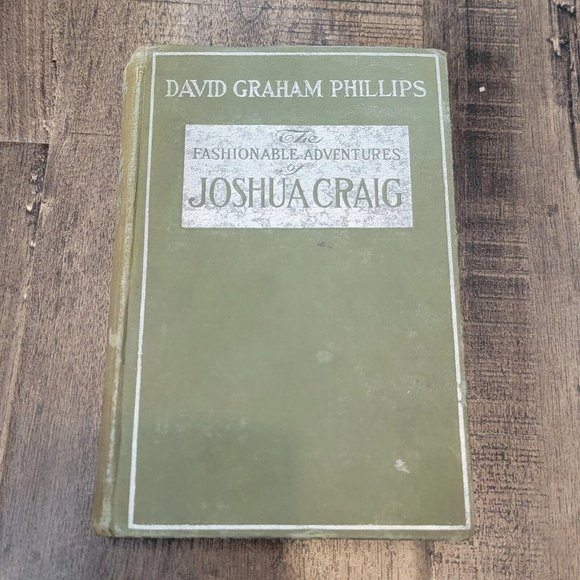 DAVID GRAHAM PHILLIPS
The
FASHIONABLE ADVENTURES
of
JOSHUA CRAIG